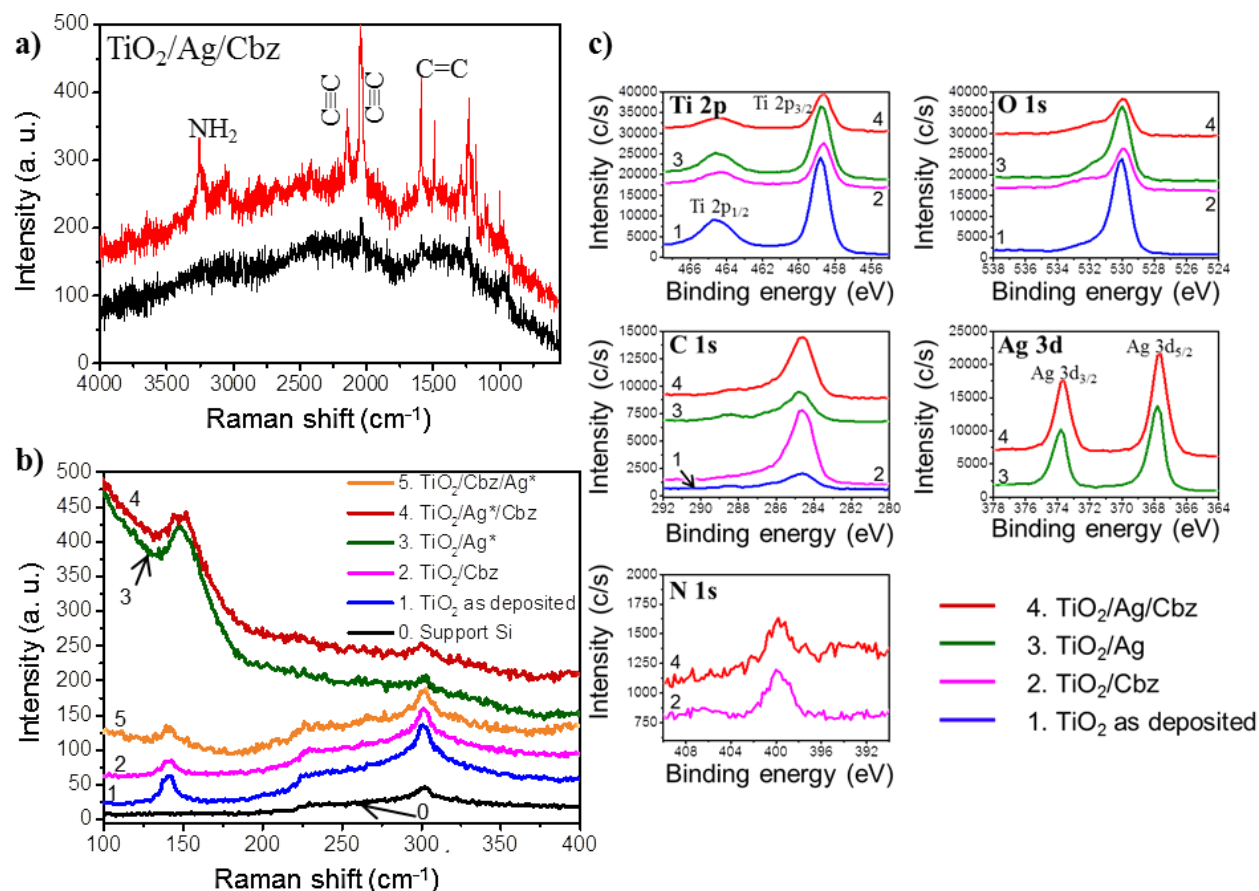 a)
TiO₂/Ag/Cbz
NH₂
C≡C
C≡C
C=C
500
400
300
200
100
0
Intensity (a. u.)
4000 3500 3000 2500 2000 1500 1000
Raman shift (cm⁻¹)
b)
500
450
400
350
300
250
200
150
100
50
0
Intensity (a. u.)
4
3
5
2
1
0
5. TiO₂/Cbz/Ag*
4. TiO₂/Ag*/Cbz
3. TiO₂/Ag*
2. TiO₂/Cbz
1. TiO₂ as deposited
0. Support Si
100 150 200 250 300 350 400
Raman shift (cm⁻¹)
c)
Ti 2p
Ti 2p₃/₂
Ti 2p₁/₂
4
3
2
1
40000
35000
30000
25000
20000
15000
10000
5000
0
Intensity (c/s)
466 464 462 460 458 456
Binding energy (eV)
O 1s
4
3
2
1
40000
35000
30000
25000
20000
15000
10000
5000
0
Intensity (c/s)
538 536 534 532 530 528 526 524
Binding energy (eV)
C 1s
4
3
1
2
15000
12500
10000
7500
5000
2500
0
Intensity (c/s)
292 290 288 286 284 282 280
Binding energy (eV)
Ag 3d
Ag 3d₅/₂
Ag 3d₃/₂
4
3
25000
20000
15000
10000
5000
0
Intensity (c/s)
378 376 374 372 370 368 366 364
Binding energy (eV)
N 1s
4
2
2000
1750
1500
1250
1000
750
Intensity (c/s)
408 404 400 396 392
Binding energy (eV)
4. TiO₂/Ag/Cbz
3. TiO₂/Ag
2. TiO₂/Cbz
1. TiO₂ as deposited